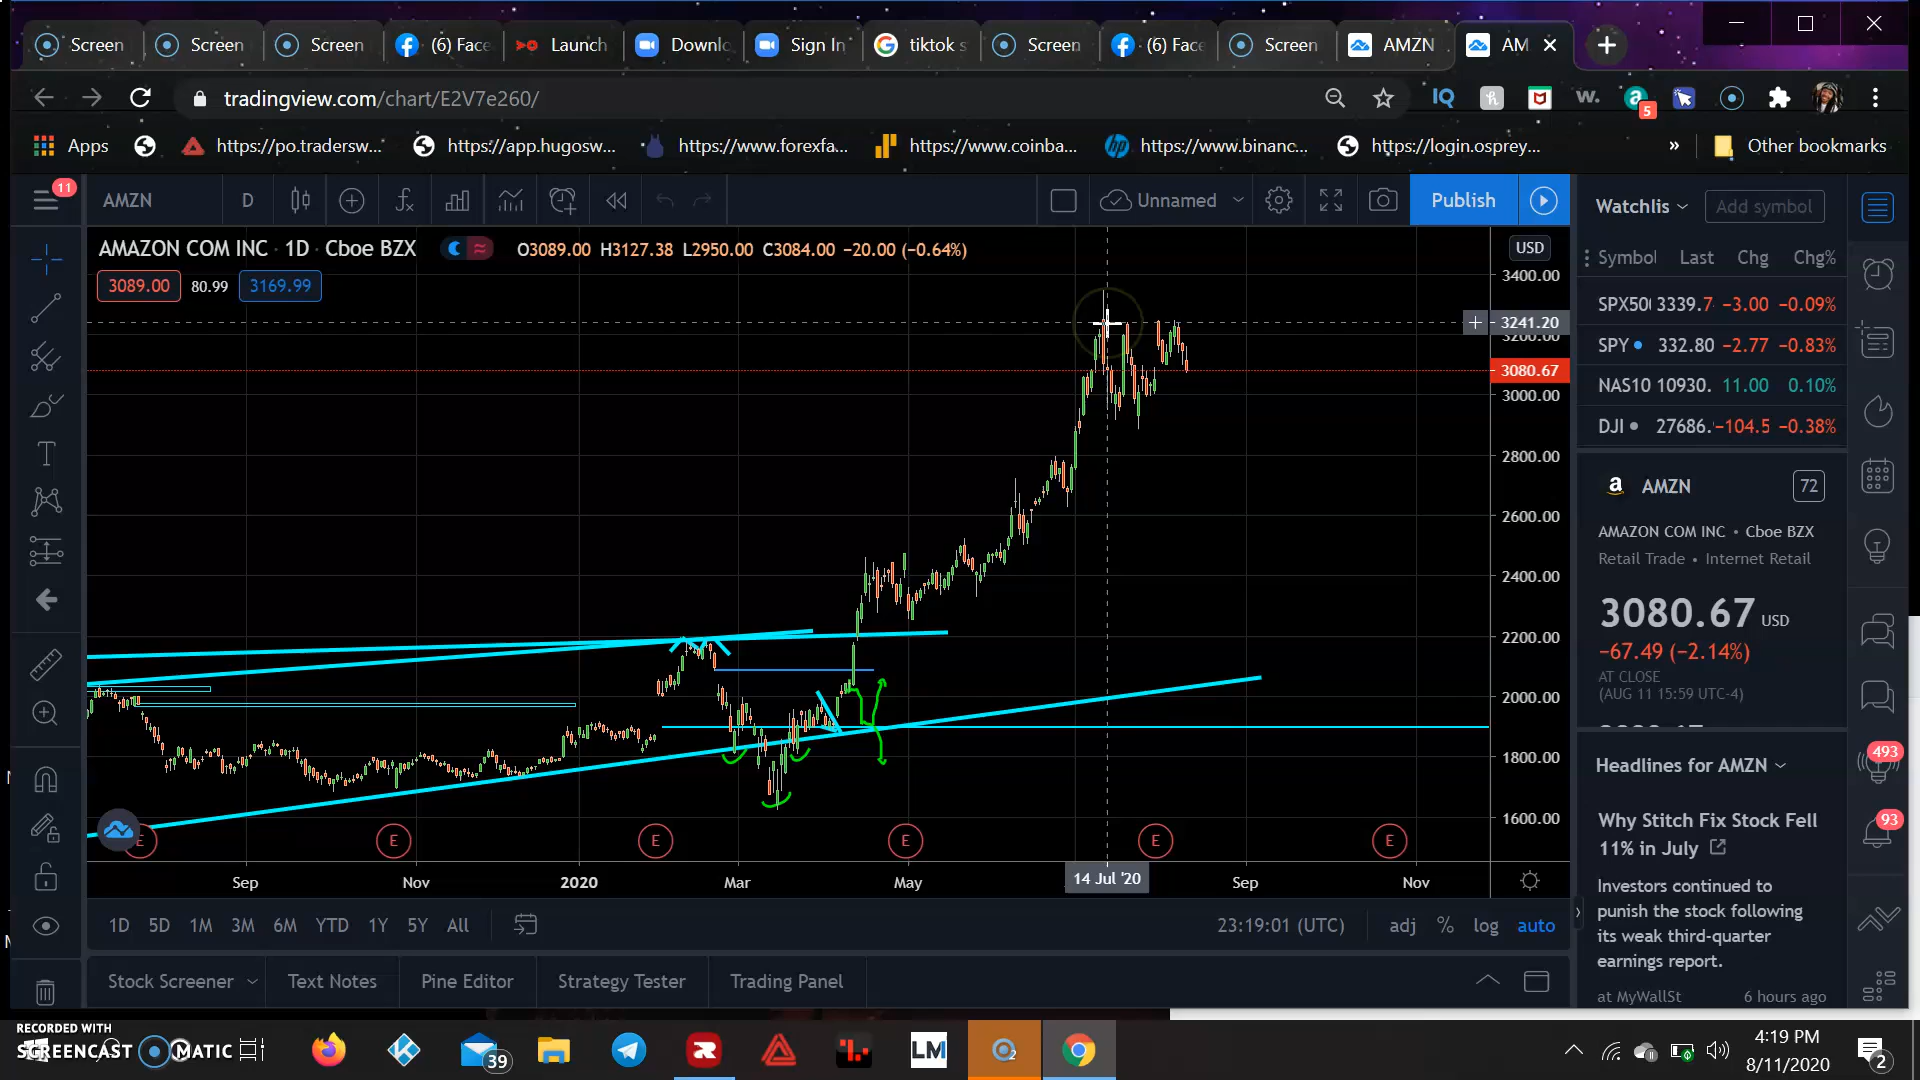 Screen
Screen
Screen
(6) Face
Launch
Downlo
Sign In
tiktok s
Screen
(6) Face
Screen
AMZN
AM
tradingview.com/chart/E2V7e260/
IQ
h
w.
a
5
Apps
https://po.tradersw...
https://app.hugosw...
https://www.forexfa...
https://www.coinba...
https://www.binanc...
https://login.osprey...
»
Other bookmarks
11
AMZN
D
Unnamed
Publish
Watchlis
Add symbol
AMAZON COM INC · 1D · Cboe BZX
O3089.00 H3127.38 L2950.00 C3084.00 −20.00 (−0.64%)
USD
3089.00
80.99
3169.99
Symbol Last Chg Chg%
3400.00
3241.20
3200.00
3080.67
3000.00
2800.00
2600.00
2400.00
2200.00
2000.00
1800.00
1600.00
SPX50 3339.7 −3.00 −0.09%
SPY 332.80 −2.77 −0.83%
NAS10 10930. 11.00 0.10%
DJI 27686. −104.5 −0.38%
AMZN
72
AMAZON COM INC • Cboe BZX
Retail Trade • Internet Retail
3080.67 USD
−67.49 (−2.14%)
AT CLOSE
(AUG 11 15:59 UTC-4)
Headlines for AMZN
493
93
Why Stitch Fix Stock Fell
11% in July
Investors continued to
punish the stock following
its weak third-quarter
earnings report.
at MyWallSt 6 hours ago
E
E
E
E
E
E
Sep
Nov
2020
Mar
May
14 Jul '20
Sep
Nov
1D 5D 1M 3M 6M YTD 1Y 5Y All
23:19:01 (UTC)
adj % log auto
Stock Screener
Text Notes
Pine Editor
Strategy Tester
Trading Panel
RECORDED WITH
SCREENCAST MATIC
39
LM
2
4:19 PM
8/11/2020
2